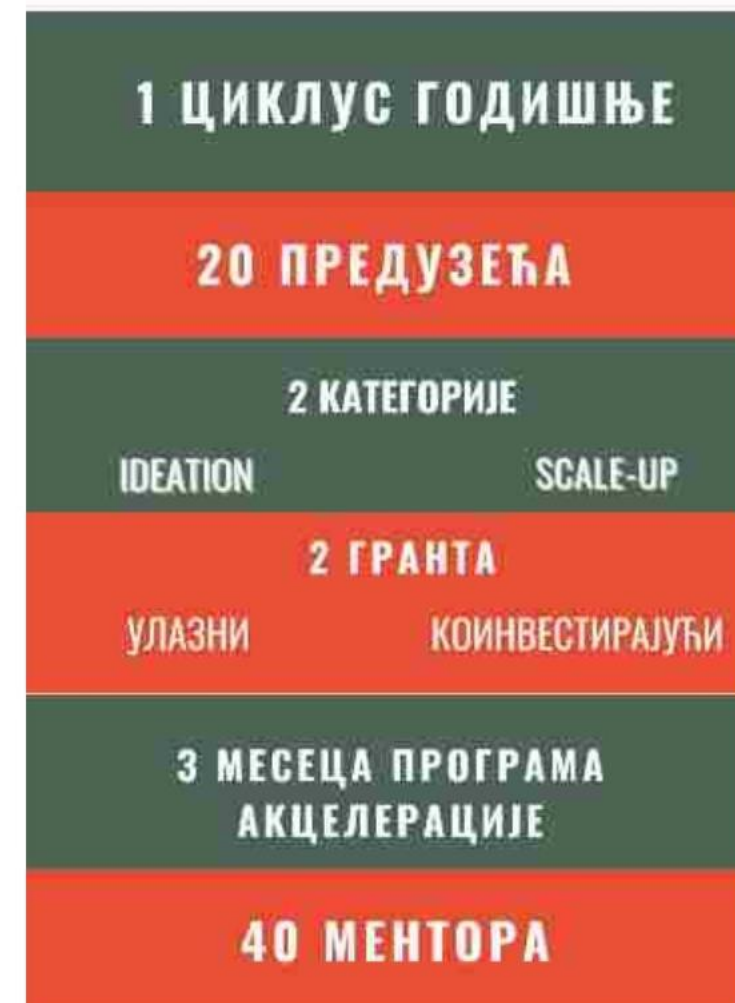 1 ЦИКЛУС ГОДИШЊЕ
20 ПРЕДУЗЕЋА
2 КАТЕГОРИЈЕ
IDEATION SCALE-UP
2 ГРАНТА
УЛАЗНИ КОИНВЕСТИРАЈУЋИ
3 МЕСЕЦА ПРОГРАМА
АКЦЕЛЕРАЦИЈЕ
40 МЕНТОРА